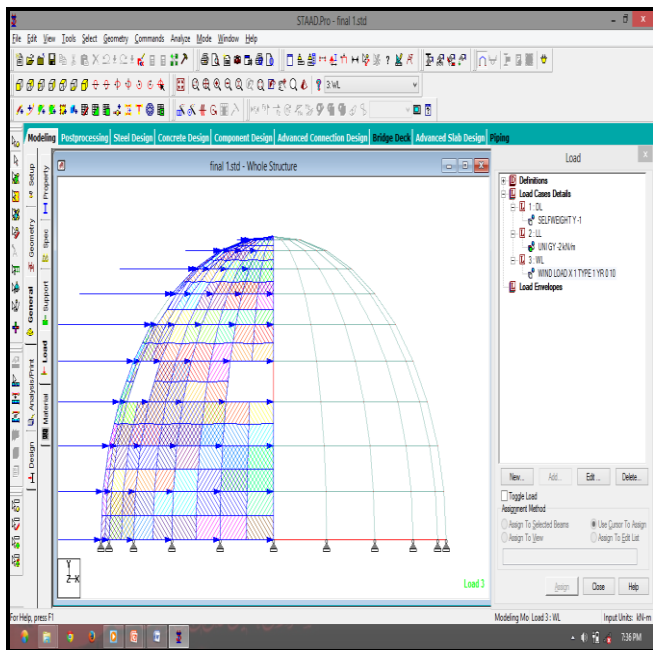 STAAD.Pro - final 1.std
File Edit View Tools Select Geometry Commands Analyze Mode Window Help
3: WL
Modeling Postprocessing Steel Design Concrete Design Component Design Advanced Connection Design Bridge Deck Advanced Slab Design Piping
Setup
Geometry
General
Analysis/Print
Design
Property
Spec
Support
Load
Material
final 1.std - Whole Structure
Y
Z X
Load 3
Load
Definitions
Load Cases Details
1 : DL
SELFWEIGHT Y -1
2 : LL
UNI GY -2 kN/m
3 : WL
WIND LOAD X 1 TYPE 1 YR 0 10
Load Envelopes
New... Add... Edit... Delete...
Toggle Load
Assignment Method
Assign To Selected Beams
Use Cursor To Assign
Assign To View
Assign To Edit List
Assign Close Help
For Help, press F1
Modeling Mo Load 3 : WL
Input Units: kN-m
7:36 PM